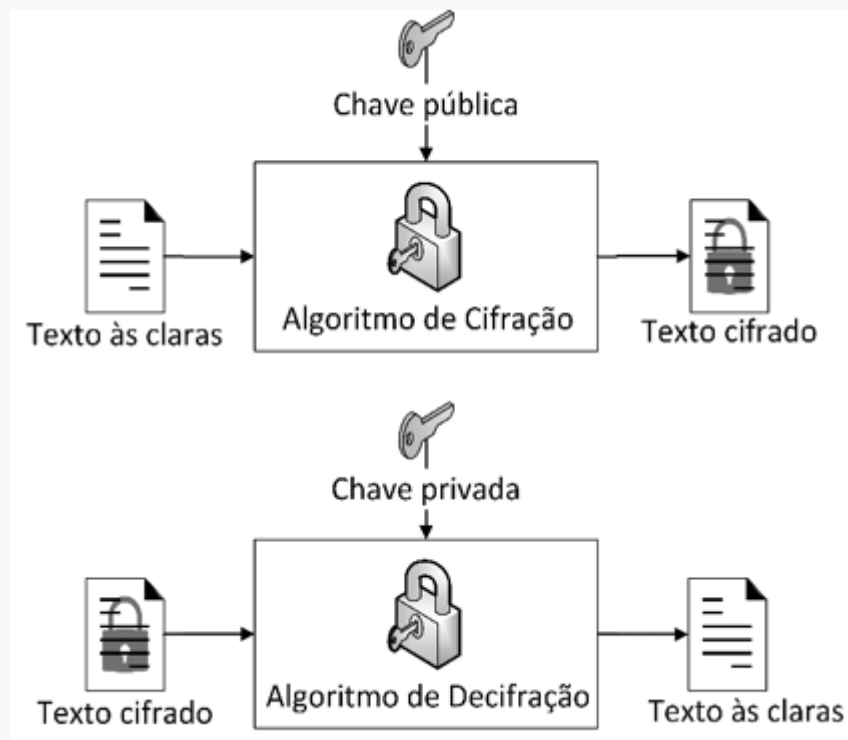 Chave pública
Algoritmo de Cifração
Texto às claras
Texto cifrado
Chave privada
Algoritmo de Decifração
Texto cifrado
Texto às claras